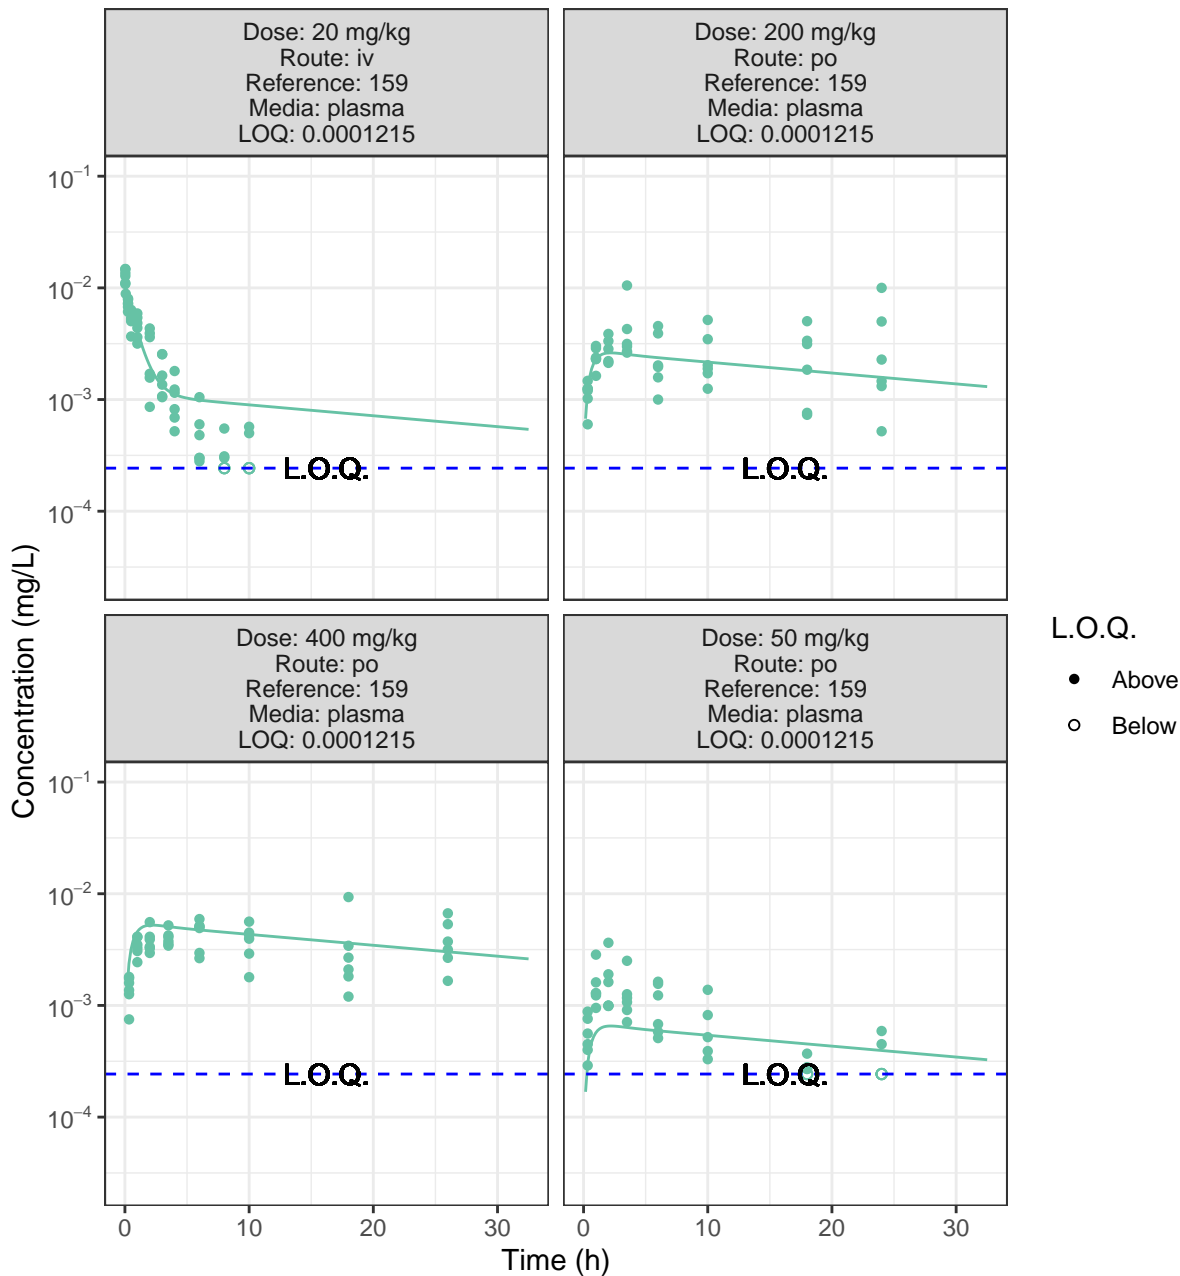 Dose: 20 mg/kg
Route: iv
Reference: 159
Media: plasma
LOQ: 0.0001215
Dose: 200 mg/kg
Route: po
Reference: 159
Media: plasma
LOQ: 0.0001215
10⁻¹
10⁻²
10⁻³
10⁻⁴
L.O.Q.
L.O.Q.
Dose: 400 mg/kg
Route: po
Reference: 159
Media: plasma
LOQ: 0.0001215
Dose: 50 mg/kg
Route: po
Reference: 159
Media: plasma
LOQ: 0.0001215
10⁻¹
10⁻²
10⁻³
10⁻⁴
L.O.Q.
L.O.Q.
0 10 20 30
0 10 20 30
Time (h)
Concentration (mg/L)
L.O.Q.
Above
Below